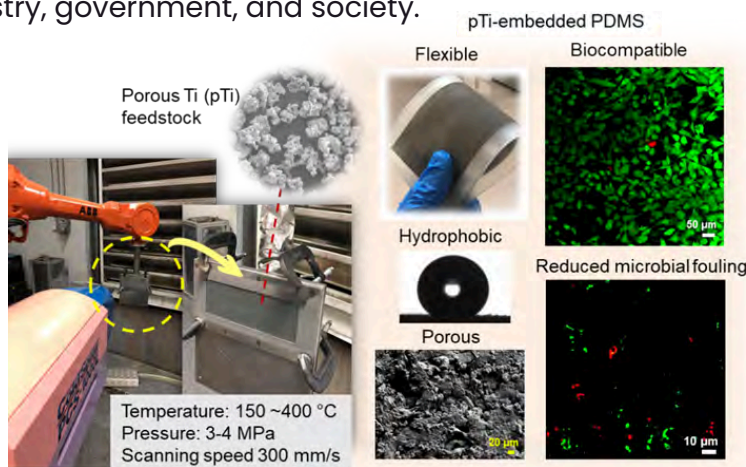 stry, government, and society.
pTi-embedded PDMS
Flexible
Biocompatible
Porous Ti (pTi)
feedstock
ABB
50 µm
Hydrophobic
Reduced microbial fouling
Porous
20 µm
10 µm
Temperature: 150 ~400 °C
Pressure: 3-4 MPa
Scanning speed 300 mm/s